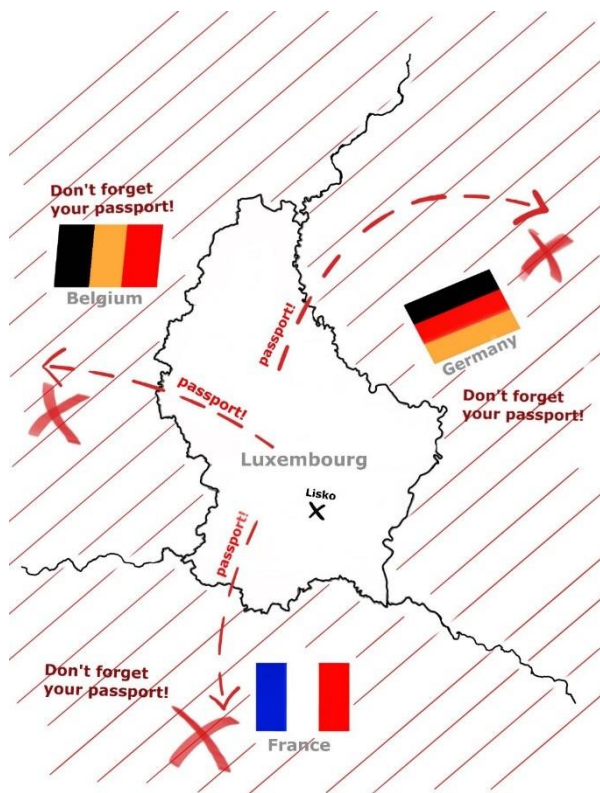 Don't forget
your passport!
Belgium
passport!
Germany
passport!
Don't forget
your passport!
Luxembourg
Lisko
passport!
Don't forget
your passport!
France